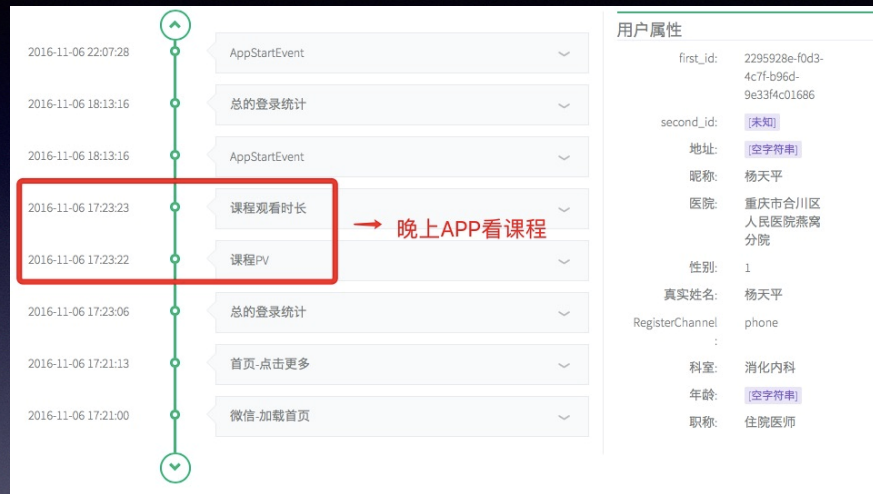 用户属性
2016-11-06 22:07:28
AppStartEvent
2016-11-06 18:13:16
总的登录统计
2016-11-06 18:13:16
AppStartEvent
2016-11-06 17:23:23
课程观看时长
→ 晚上APP看课程
2016-11-06 17:23:22
课程PV
2016-11-06 17:23:06
总的登录统计
2016-11-06 17:21:13
首页-点击更多
2016-11-06 17:21:00
微信-加载首页
first_id: 2295928e-f0d3-
4c7f-b96d-
9e33f4c01686
second_id: [未知]
地址: [空字符串]
昵称: 杨天平
医院: 重庆市合川区
人民医院燕窝
分院
性别: 1
真实姓名: 杨天平
RegisterChannel phone
:
科室: 消化内科
年龄: [空字符串]
职称: 住院医师